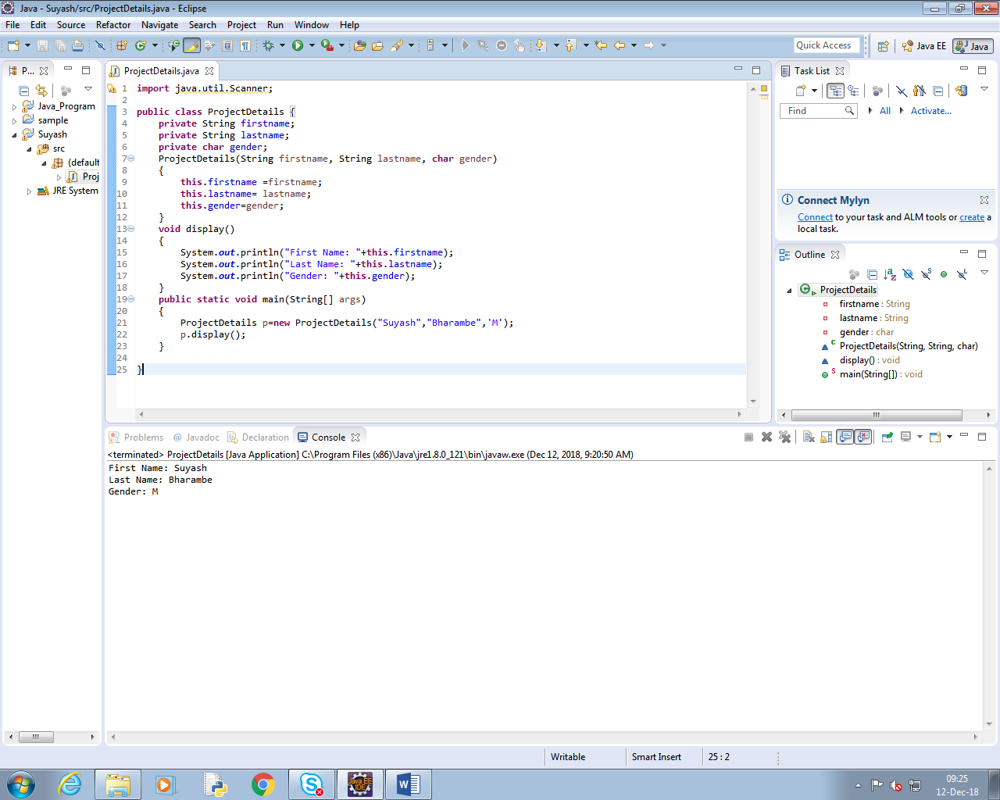 Java - Suyash/src/ProjectDetails.java - Eclipse
File Edit Source Refactor Navigate Search Project Run Window Help
Quick Access
Java EE
Java
P...
Java_Program
sample
Suyash
src
(default
Proj
JRE System
ProjectDetails.java
1 import java.util.Scanner;
2
3 public class ProjectDetails {
4 private String firstname;
5 private String lastname;
6 private char gender;
7 ProjectDetails(String firstname, String lastname, char gender)
8 {
9 this.firstname =firstname;
10 this.lastname= lastname;
11 this.gender=gender;
12 }
13 void display()
14 {
15 System.out.println("First Name: "+this.firstname);
16 System.out.println("Last Name: "+this.lastname);
17 System.out.println("Gender: "+this.gender);
18 }
19 public static void main(String[] args)
20 {
21 ProjectDetails p=new ProjectDetails("Suyash","Bharambe",'M');
22 p.display();
23 }
24
25 }
Task List
Find
All
Activate...
Connect Mylyn
Connect to your task and ALM tools or create a
local task.
Outline
ProjectDetails
firstname : String
lastname : String
gender : char
ProjectDetails(String, String, char)
display() : void
main(String[]) : void
Problems @ Javadoc Declaration Console
<terminated> ProjectDetails [Java Application] C:\Program Files (x86)\Java\jre1.8.0_121\bin\javaw.exe (Dec 12, 2018, 9:20:50 AM)
First Name: Suyash
Last Name: Bharambe
Gender: M
Writable
Smart Insert
25 : 2
Java EE
IDE
09:25
12-Dec-18